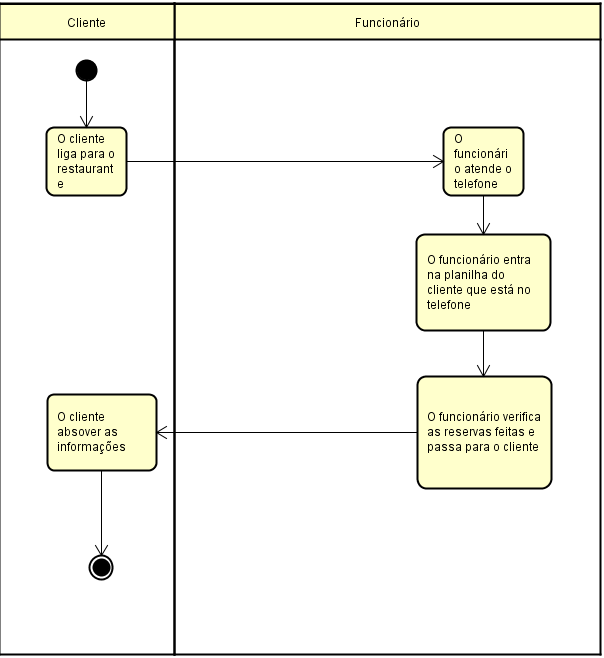 Cliente
Funcionário
O cliente
liga para o
restaurant
e
O
funcionári
o atende o
telefone
O funcionário entra
na planilha do
cliente que está no
telefone
O funcionário verifica
as reservas feitas e
passa para o cliente
O cliente
absover as
informações